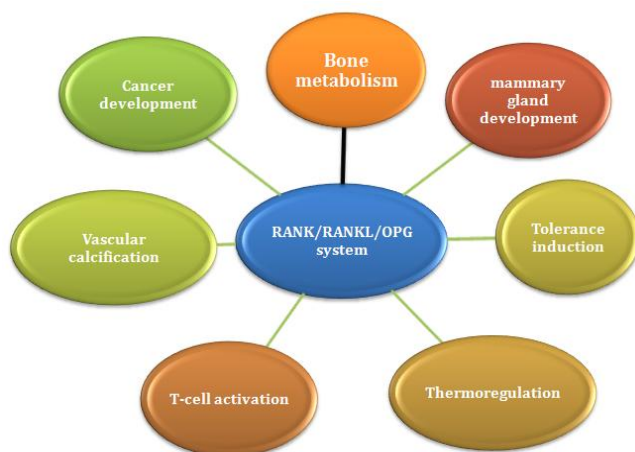 Bone
metabolism
Cancer
development
mammary
gland
development
Vascular
calcification
RANK/RANKL/OPG
system
Tolerance
induction
T-cell activation
Thermoregulation